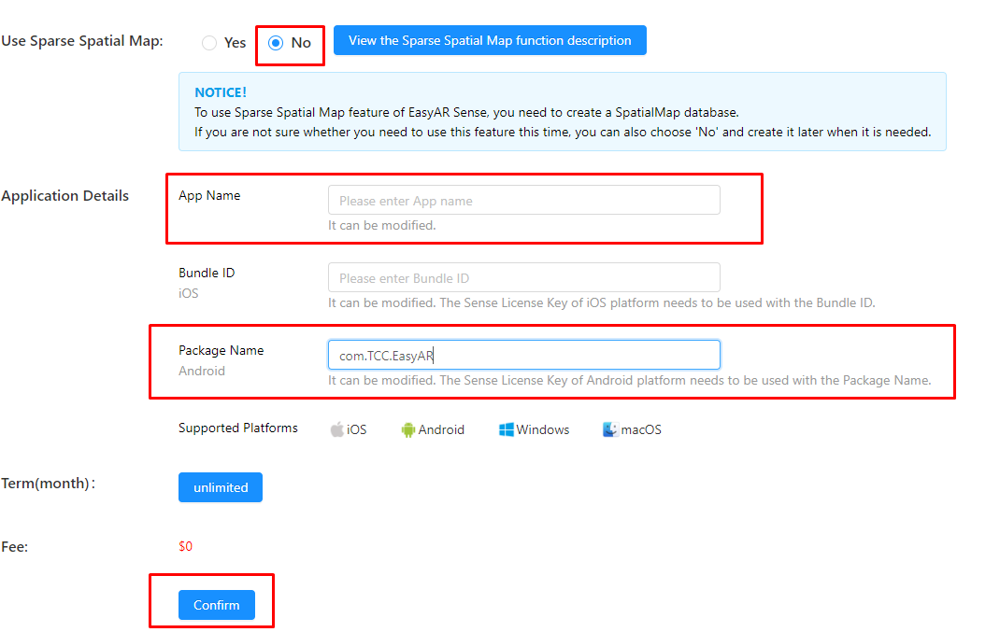 Use Sparse Spatial Map:
Yes
No
View the Sparse Spatial Map function description
NOTICE!
To use Sparse Spatial Map feature of EasyAR Sense, you need to create a SpatialMap database.
If you are not sure whether you need to use this feature this time, you can also choose 'No' and create it later when it is needed.
Application Details
App Name
Please enter App name
It can be modified.
Bundle ID
iOS
Please enter Bundle ID
It can be modified. The Sense License Key of iOS platform needs to be used with the Bundle ID.
Package Name
Android
com.TCC.EasyAR
It can be modified. The Sense License Key of Android platform needs to be used with the Package Name.
Supported Platforms
iOS
Android
Windows
macOS
Term(month):
unlimited
Fee:
$0
Confirm